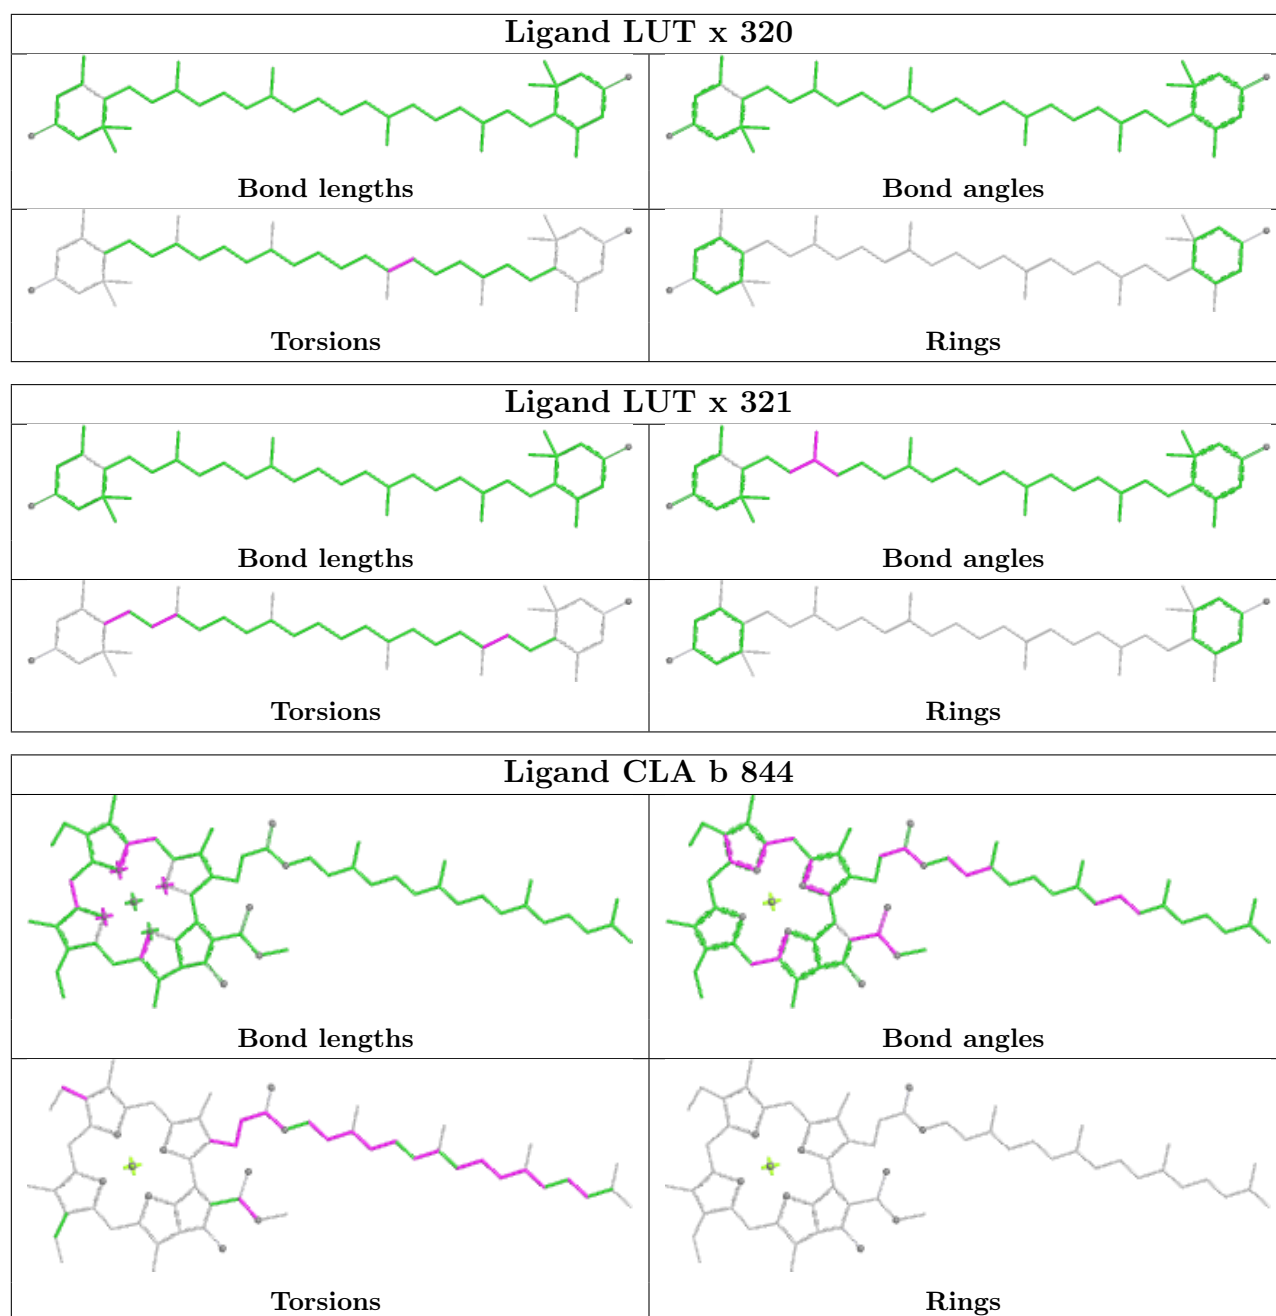 Ligand LUT x 320
Bond lengths
Bond angles
Torsions
Rings
Ligand LUT x 321
Bond lengths
Bond angles
Torsions
Rings
Ligand CLA b 844
Bond lengths
Bond angles
Torsions
Rings